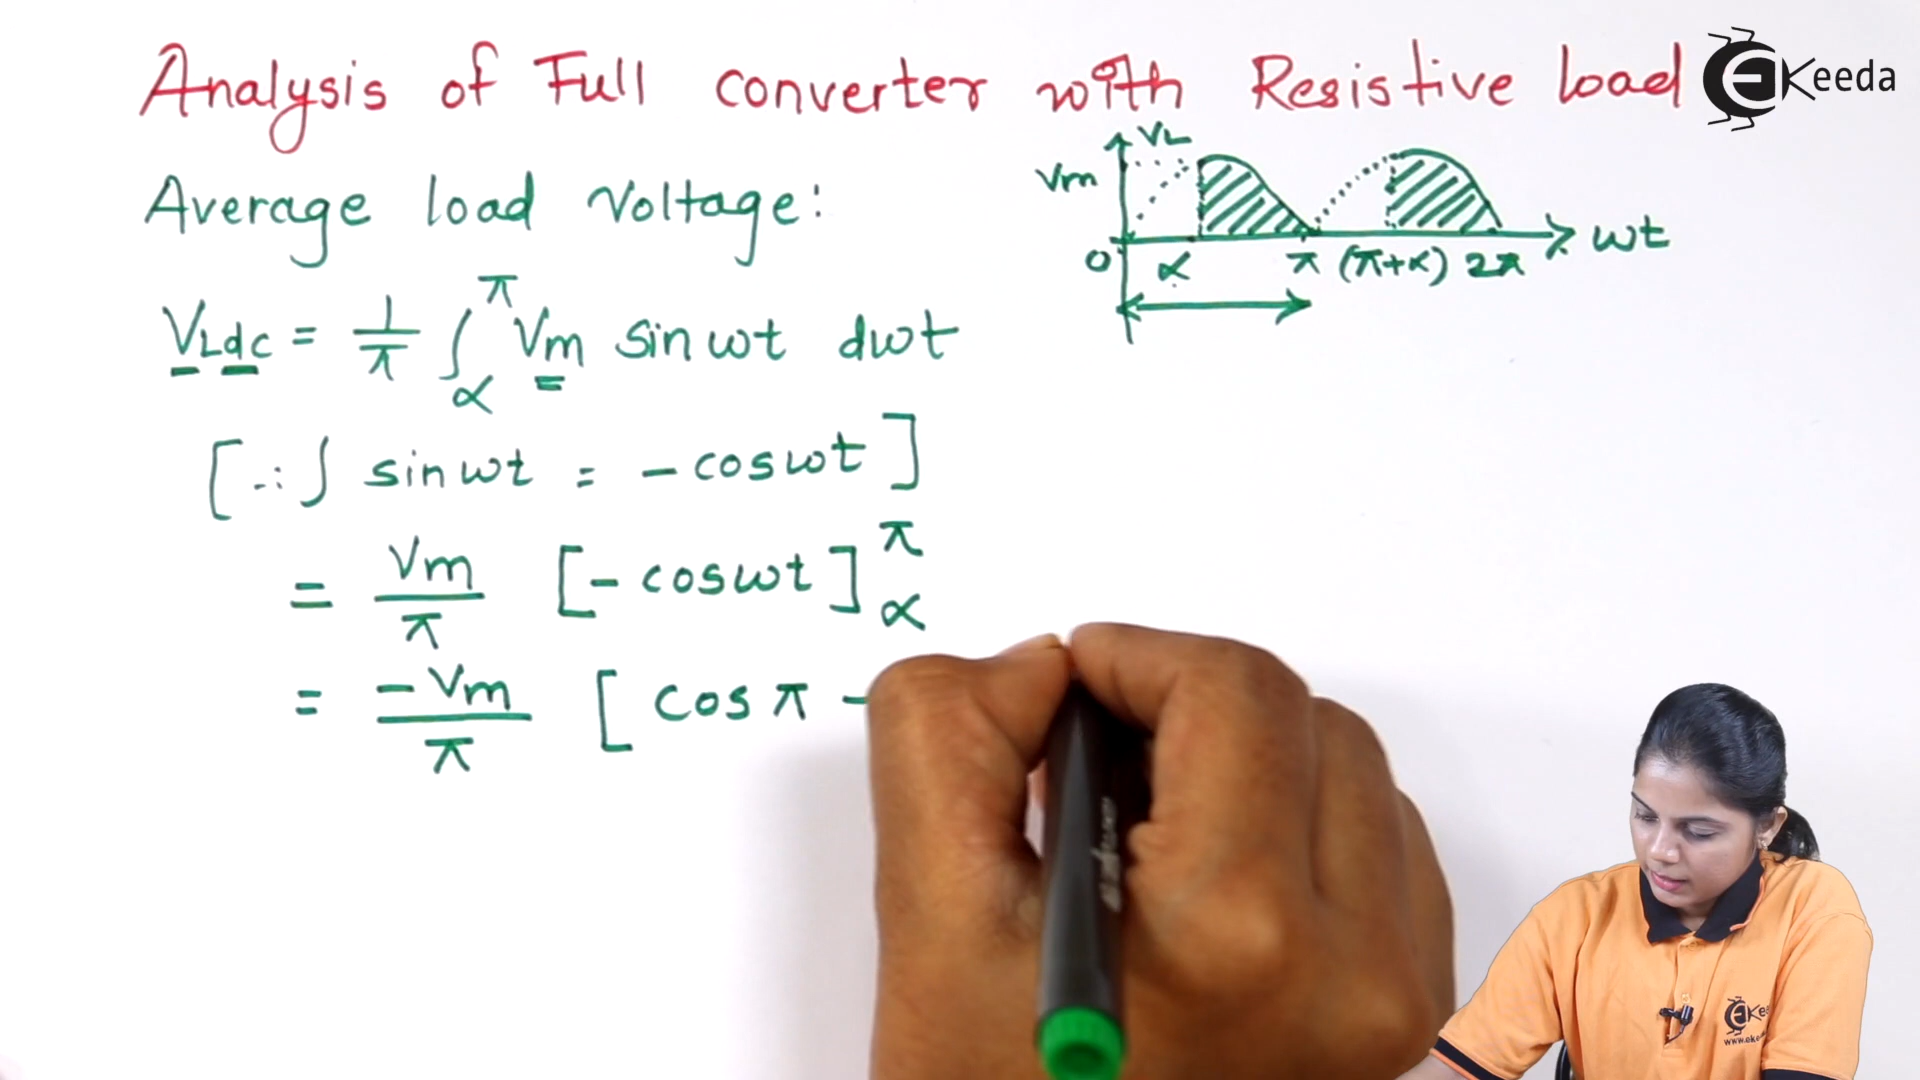 Analysis of Full converter with Resistive load
EKeeda
Average load Voltage:
VL
Vm
0 α π (π+α) 2π ωt
VLdc = 1/π ∫ α π Vm sin ωt dωt
[∵ ∫ sin ωt = - cos ωt]
= Vm/π [- cos ωt] π α
= -Vm/π [cos π -